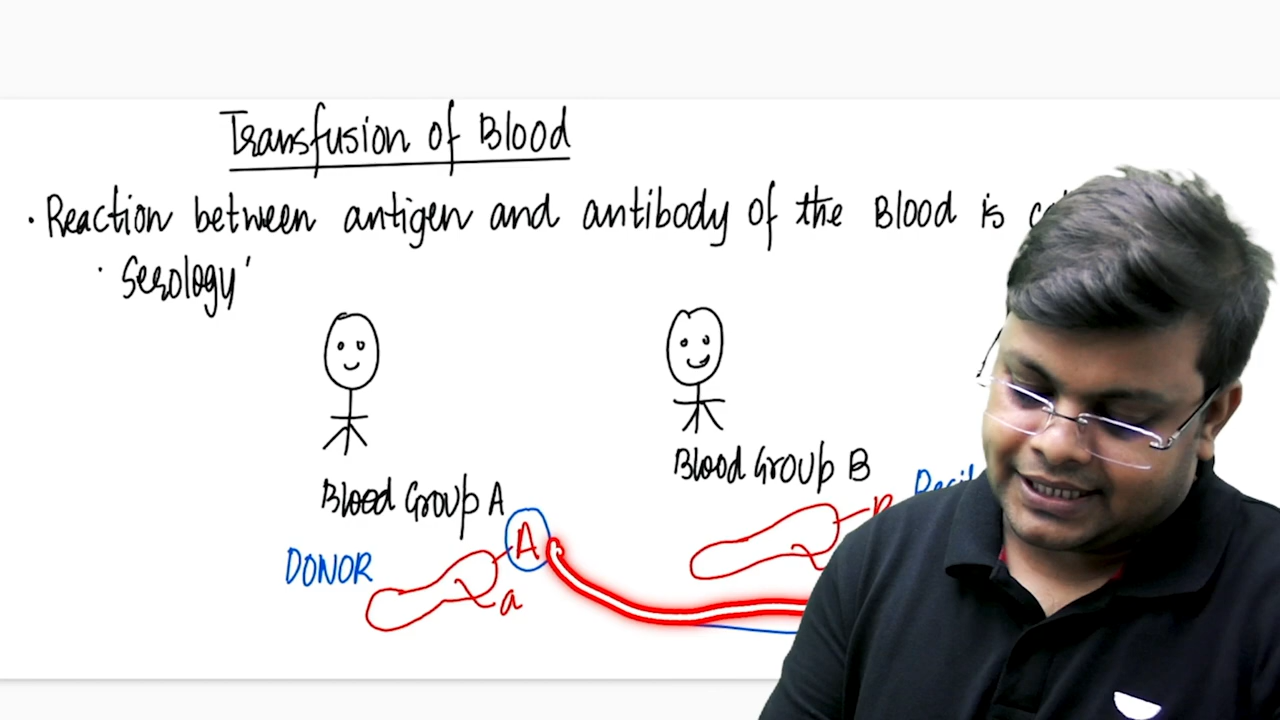 Transfusion of Blood
· Reaction between antigen and antibody of the Blood is
· 'Serology'
Blood Group A
Blood Group B
DONOR
A
a